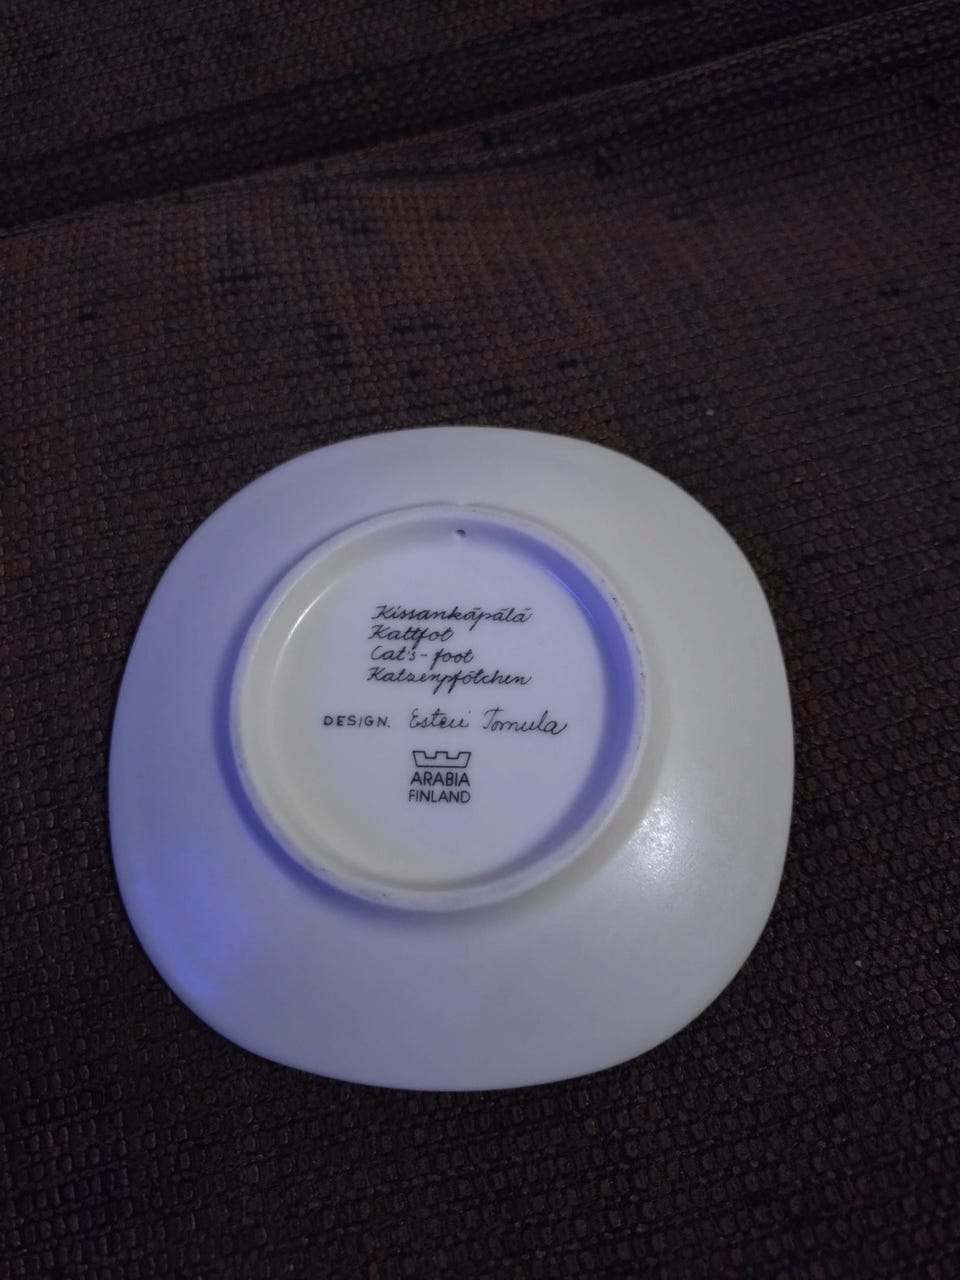 Kissankäpälä
Kattfot
Cat's-foot
Katzenpfötchen
DESIGN. Esteri Tomula
ARABIA
FINLAND